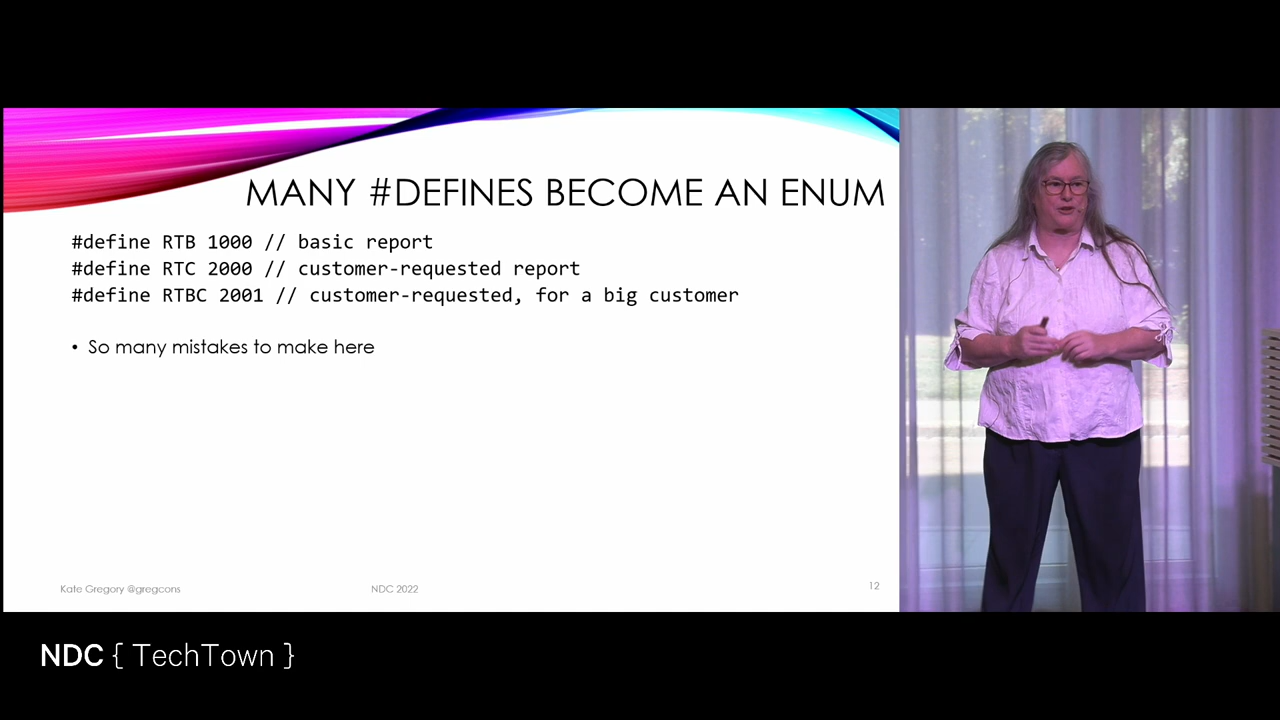 MANY #DEFINES BECOME AN ENUM
#define RTB 1000 // basic report
#define RTC 2000 // customer-requested report
#define RTBC 2001 // customer-requested, for a big customer
• So many mistakes to make here
Kate Gregory @gregcons
NDC 2022
12
NDC { TechTown }